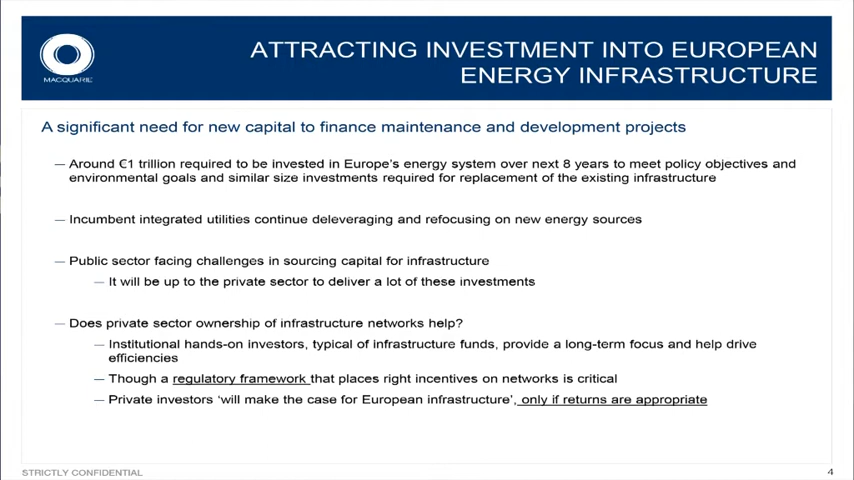 MACQUARIE
ATTRACTING INVESTMENT INTO EUROPEAN
ENERGY INFRASTRUCTURE
A significant need for new capital to finance maintenance and development projects
— Around €1 trillion required to be invested in Europe's energy system over next 8 years to meet policy objectives and
environmental goals and similar size investments required for replacement of the existing infrastructure
— Incumbent integrated utilities continue deleveraging and refocusing on new energy sources
— Public sector facing challenges in sourcing capital for infrastructure
— It will be up to the private sector to deliver a lot of these investments
— Does private sector ownership of infrastructure networks help?
— Institutional hands-on investors, typical of infrastructure funds, provide a long-term focus and help drive
efficiencies
— Though a regulatory framework that places right incentives on networks is critical
— Private investors 'will make the case for European infrastructure', only if returns are appropriate
STRICTLY CONFIDENTIAL
4